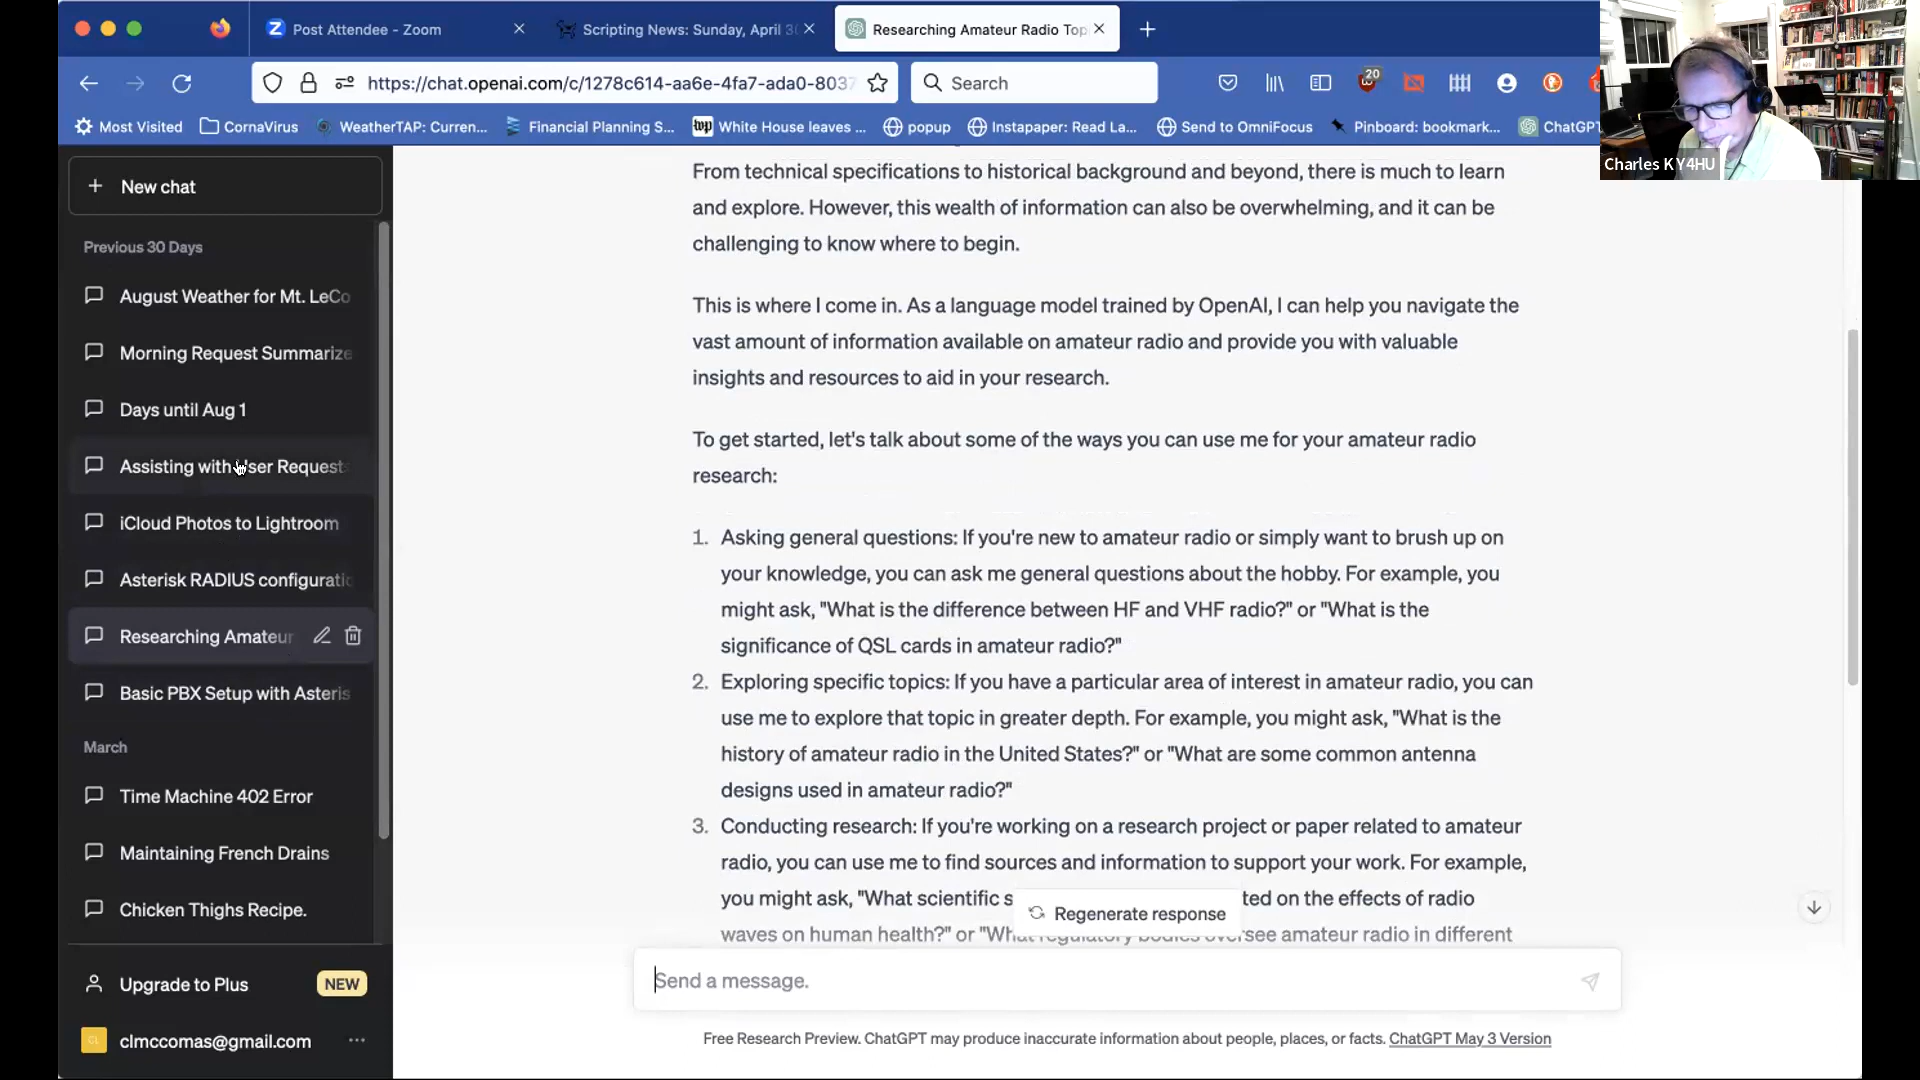 Post Attendee - Zoom
Scripting News: Sunday, April 30
Researching Amateur Radio Top
https://chat.openai.com/c/1278c614-aa6e-4fa7-ada0-8037
Search
20
Most Visited
CornaVirus
WeatherTAP: Curren...
Financial Planning S...
wp White House leaves ...
popup
Instapaper: Read La...
Send to OmniFocus
Pinboard: bookmark...
ChatGPT
Charles KY4HU
New chat
Previous 30 Days
August Weather for Mt. LeCo
Morning Request Summarize
Days until Aug 1
Assisting with User Request
iCloud Photos to Lightroom
Asterisk RADIUS configuratio
Researching Amateur
Basic PBX Setup with Asteris
March
Time Machine 402 Error
Maintaining French Drains
Chicken Thighs Recipe.
Upgrade to Plus
NEW
CL
clmccomas@gmail.com
From technical specifications to historical background and beyond, there is much to learn
and explore. However, this wealth of information can also be overwhelming, and it can be
challenging to know where to begin.
This is where I come in. As a language model trained by OpenAI, I can help you navigate the
vast amount of information available on amateur radio and provide you with valuable
insights and resources to aid in your research.
To get started, let's talk about some of the ways you can use me for your amateur radio
research:
1. Asking general questions: If you're new to amateur radio or simply want to brush up on
your knowledge, you can ask me general questions about the hobby. For example, you
might ask, "What is the difference between HF and VHF radio?" or "What is the
significance of QSL cards in amateur radio?"
2. Exploring specific topics: If you have a particular area of interest in amateur radio, you can
use me to explore that topic in greater depth. For example, you might ask, "What is the
history of amateur radio in the United States?" or "What are some common antenna
designs used in amateur radio?"
3. Conducting research: If you're working on a research project or paper related to amateur
radio, you can use me to find sources and information to support your work. For example,
you might ask, "What scientific s ted on the effects of radio
waves on human health?" or "What regulatory bodies oversee amateur radio in different
Regenerate response
Send a message.
Free Research Preview. ChatGPT may produce inaccurate information about people, places, or facts. ChatGPT May 3 Version